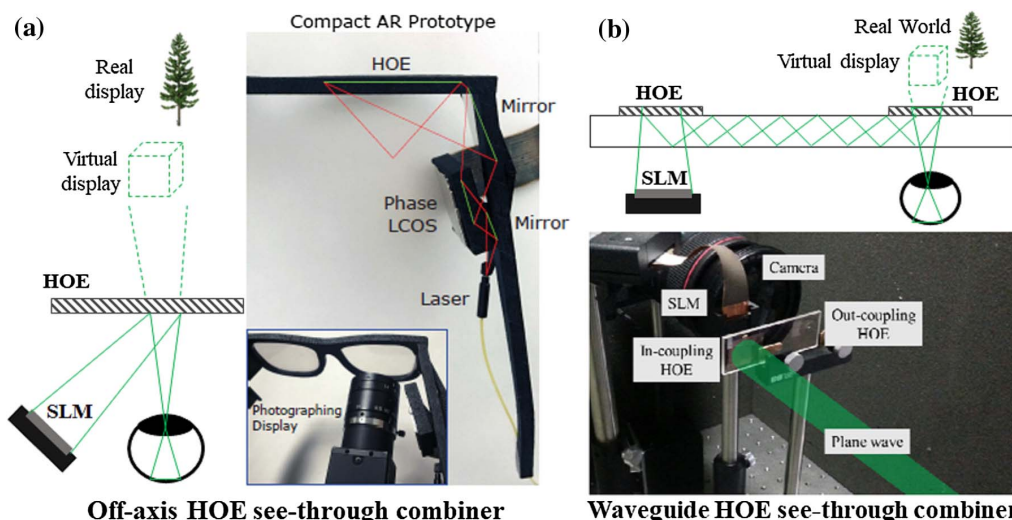 (a)
Real
display
Virtual
display
HOE
SLM
Compact AR Prototype
HOE
Mirror
Phase
LCOS
Mirror
Laser
Photographing
Display
Off-axis HOE see-through combiner
(b)
Real World
Virtual display
HOE
HOE
SLM
Camera
SLM
Out-coupling
HOE
In-coupling
HOE
Plane wave
Waveguide HOE see-through combiner